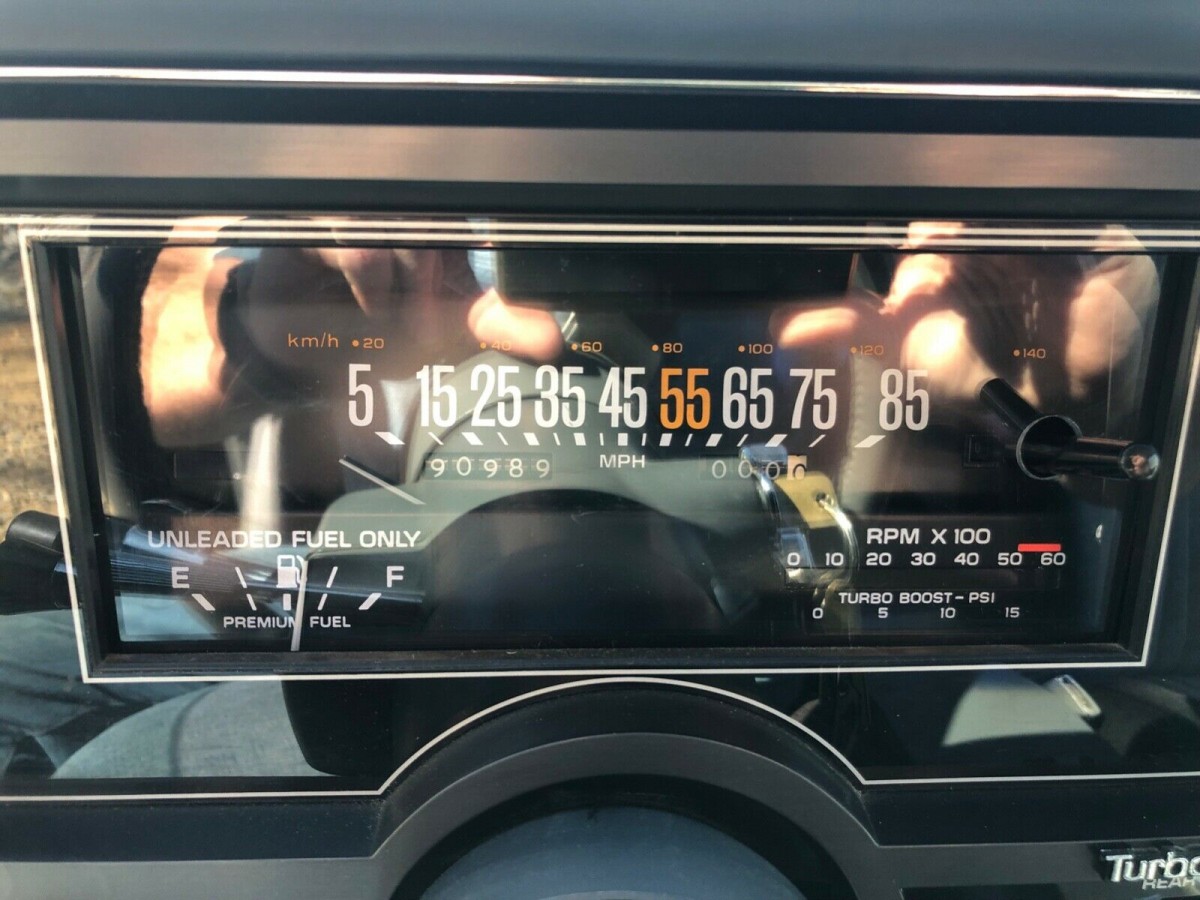 km/h 20 40 60 80 100 120 140
5 15 25 35 45 55 65 75 85
MPH
90989 000
UNLEADED FUEL ONLY
E F
PREMIUM FUEL
RPM X 100
0 10 20 30 40 50 60
TURBO BOOST - PSI
0 5 10 15
Turbo
REAR